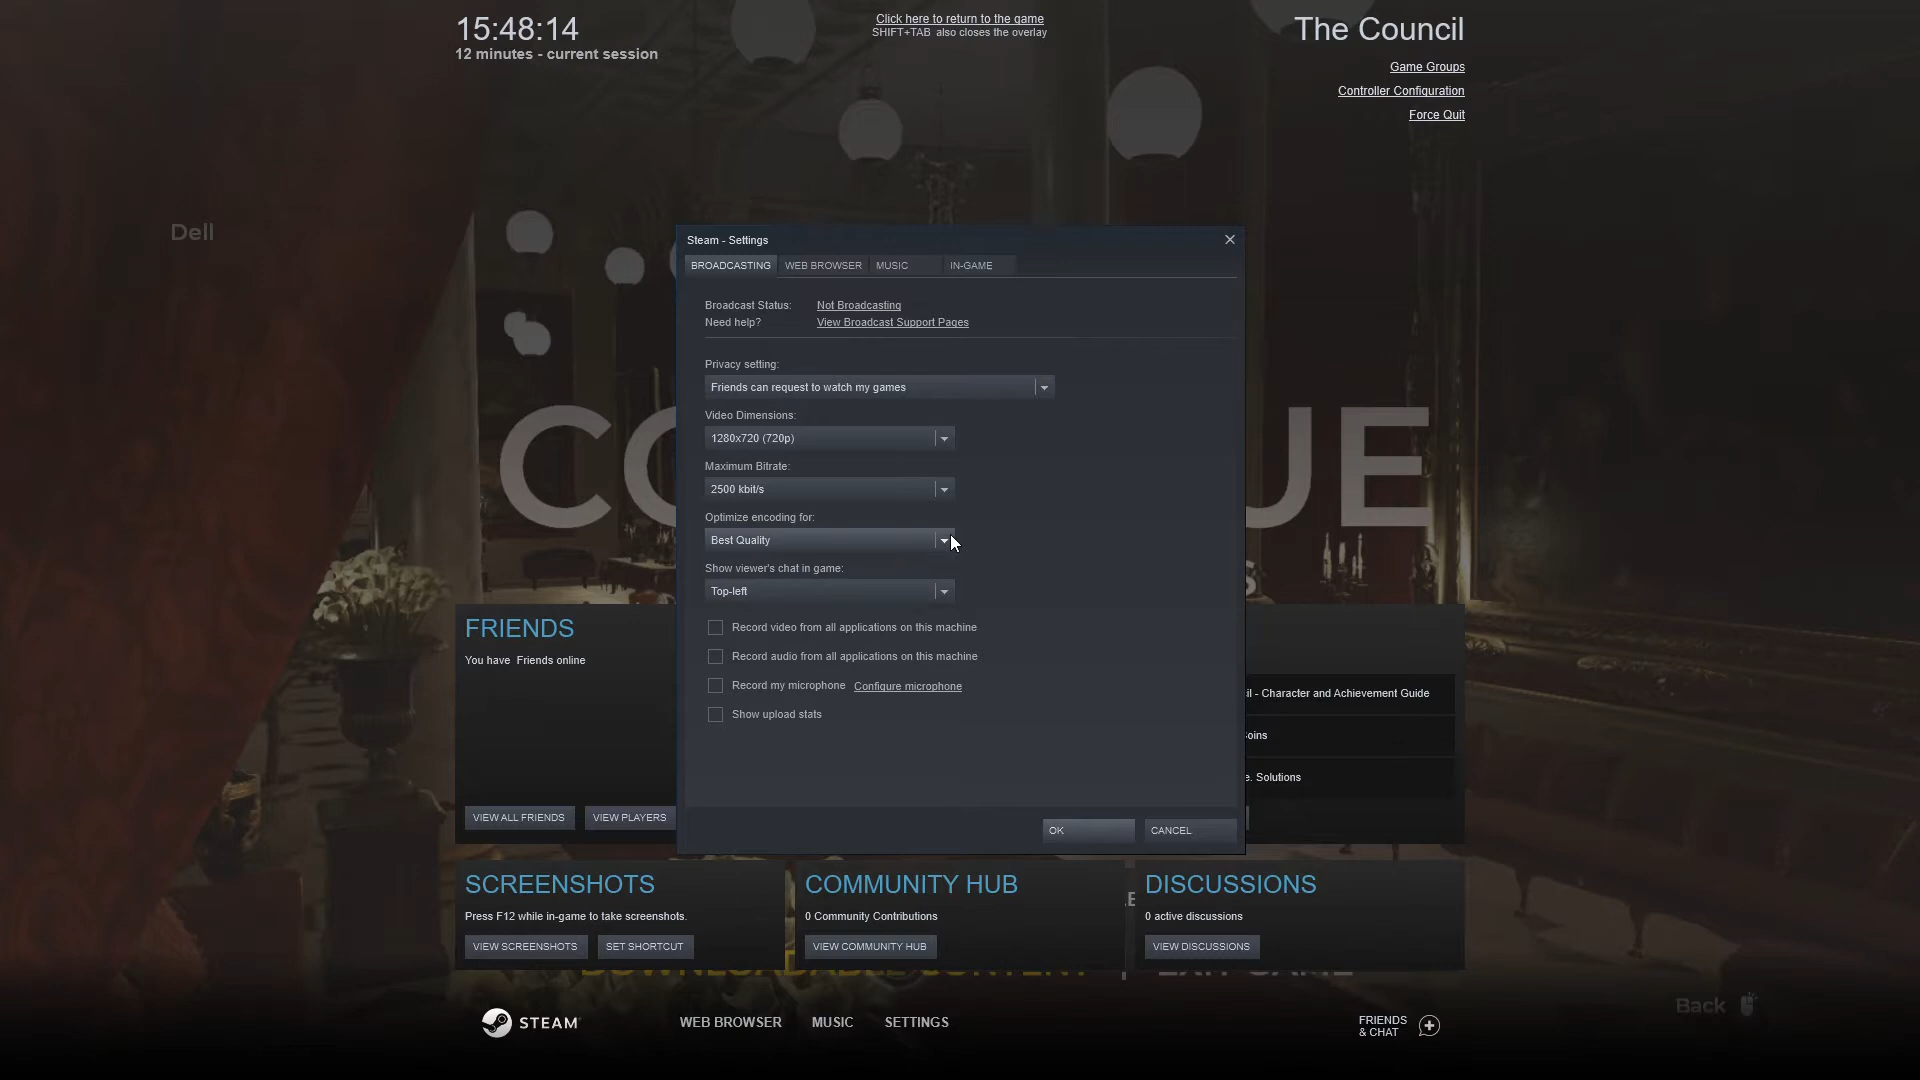 15:48:14
12 minutes - current session
Click here to return to the game
SHIFT+TAB also closes the overlay
The Council
Game Groups
Controller Configuration
Force Quit
Dell
Steam - Settings
BROADCASTING
WEB BROWSER
MUSIC
IN-GAME
Broadcast Status: Not Broadcasting
Need help? View Broadcast Support Pages
Privacy setting:
Friends can request to watch my games
Video Dimensions:
1280x720 (720p)
Maximum Bitrate:
2500 kbit/s
Optimize encoding for:
Best Quality
Show viewer's chat in game:
Top-left
Record video from all applications on this machine
Record audio from all applications on this machine
Record my microphone Configure microphone
Show upload stats
OK
CANCEL
FRIENDS
You have Friends online
VIEW ALL FRIENDS
VIEW PLAYERS
- Character and Achievement Guide
Solutions
SCREENSHOTS
Press F12 while in-game to take screenshots.
VIEW SCREENSHOTS
SET SHORTCUT
COMMUNITY HUB
0 Community Contributions
VIEW COMMUNITY HUB
DISCUSSIONS
0 active discussions
VIEW DISCUSSIONS
DOWNLOADABLE CONTENT | EXIT GAME
Back
STEAM
WEB BROWSER
MUSIC
SETTINGS
FRIENDS
& CHAT